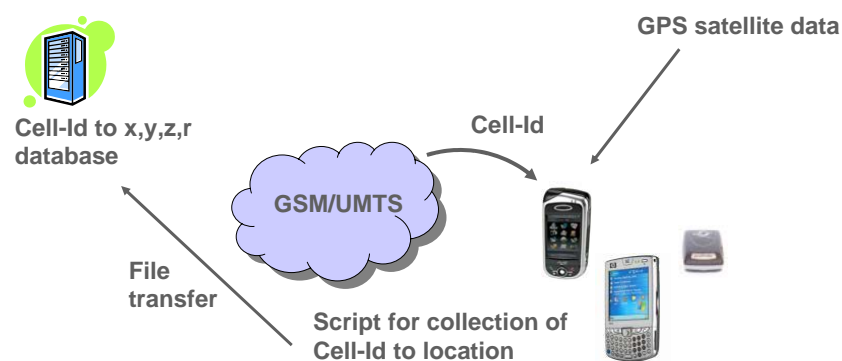 GPS satellite data
Cell-Id to x,y,z,r
database
Cell-Id
GSM/UMTS
File
transfer
Script for collection of
Cell-Id to location